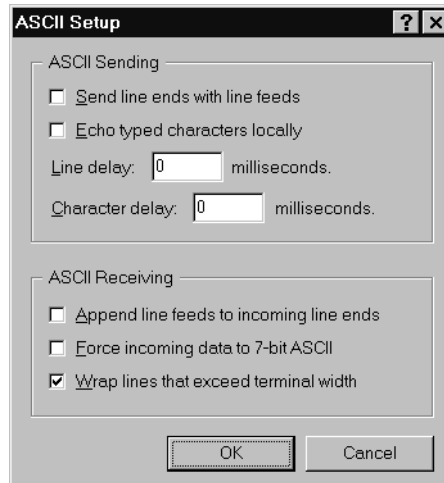 ASCII Setup
ASCII Sending
Send line ends with line feeds
Echo typed characters locally
Line delay: 0 milliseconds.
Character delay: 0 milliseconds.
ASCII Receiving
Append line feeds to incoming line ends
Force incoming data to 7-bit ASCII
Wrap lines that exceed terminal width
OK Cancel